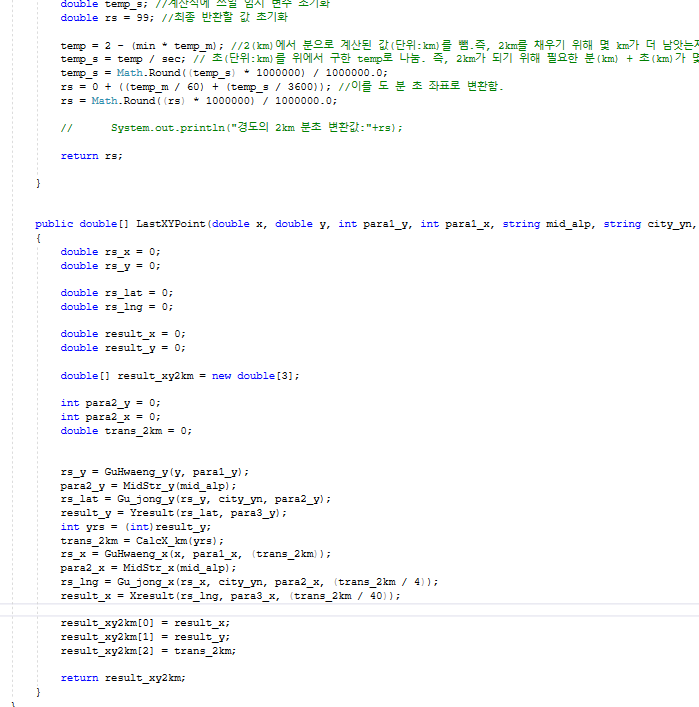 double temp_s; //계산식에 쓰일 임시 변수 초기화
double rs = 99; //최종 반환할 값 초기화
temp = 2 - (min * temp_m); //2(km)에서 분으로 계산된 값(단위:km)를 뺌.즉, 2km를 채우기 위해 몇 km가 더 남앗는지
temp_s = temp / sec; // 초(단위:km)를 위에서 구한 temp로 나눔. 즉, 2km가 되기 위해 필요한 분(km) + 초(km)가 몇
temp_s = Math.Round((temp_s) * 1000000) / 1000000.0;
rs = 0 + ((temp_m / 60) + (temp_s / 3600)); //이를 도 분 초 좌표로 변환함.
rs = Math.Round((rs) * 1000000) / 1000000.0;
// System.out.println("경도의 2km 분초 변환값:"+rs);
return rs;
}
public double[] LastXYPoint(double x, double y, int para1_y, int para1_x, string mid_alp, string city_yn,
{
double rs_x = 0;
double rs_y = 0;
double rs_lat = 0;
double rs_lng = 0;
double result_x = 0;
double result_y = 0;
double[] result_xy2km = new double[3];
int para2_y = 0;
int para2_x = 0;
double trans_2km = 0;
rs_y = GuHwaeng_y(y, para1_y);
para2_y = MidStr_y(mid_alp);
rs_lat = Gu_jong_y(rs_y, city_yn, para2_y);
result_y = Yresult(rs_lat, para3_y);
int yrs = (int)result_y;
trans_2km = CalcX_km(yrs);
rs_x = GuHwaeng_x(x, para1_x, (trans_2km));
para2_x = MidStr_x(mid_alp);
rs_lng = Gu_jong_x(rs_x, city_yn, para2_x, (trans_2km / 4));
result_x = Xresult(rs_lng, para3_x, (trans_2km / 40));
result_xy2km[0] = result_x;
result_xy2km[1] = result_y;
result_xy2km[2] = trans_2km;
return result_xy2km;
}
}